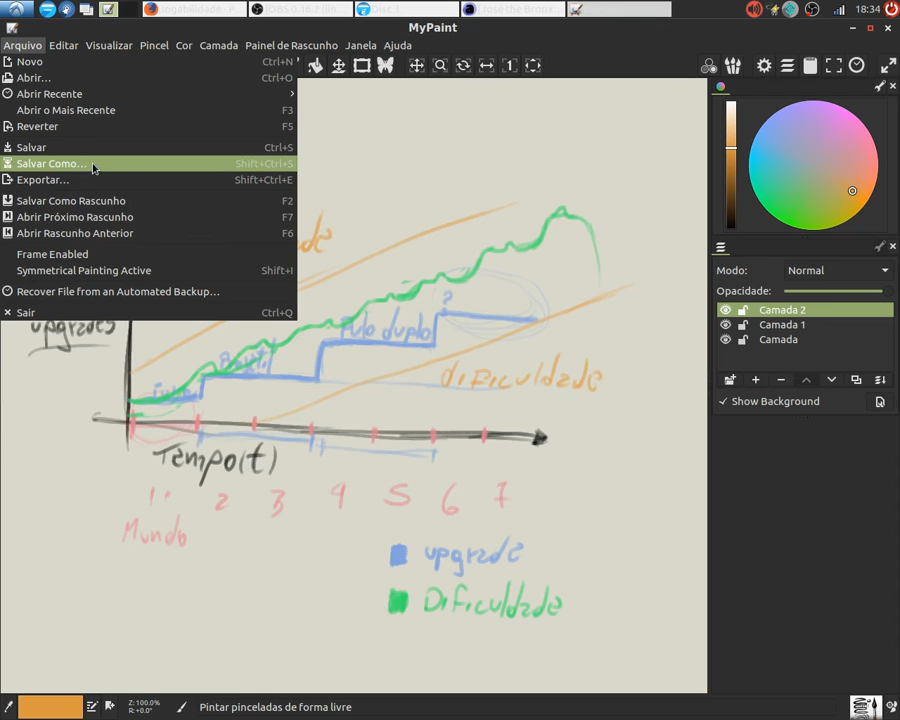 18:34
MyPaint
Arquivo Editar Visualizar Pincel Cor Camada Painel de Rascunho Janela Ajuda
Novo Ctrl+N
Abrir... Ctrl+O
Abrir Recente
Abrir o Mais Recente F3
Reverter F5
Salvar Ctrl+S
Salvar Como... Shift+Ctrl+S
Exportar... Shift+Ctrl+E
Salvar Como Rascunho F2
Abrir Próximo Rascunho F7
Abrir Rascunho Anterior F6
Frame Enabled
Symmetrical Painting Active Shift+I
Recover File from an Automated Backup...
Sair Ctrl+Q
Modo: Normal
Opacidade:
Camada 2
Camada 1
Camada
Show Background
de
upgrades
Pulo duplo
?
dificuldade
Tempo(t)
1 2 3 4 5 6 7
Mundo
upgrade
Dificuldade
Z: 100.0%
R: +0.0°
Pintar pinceladas de forma livre